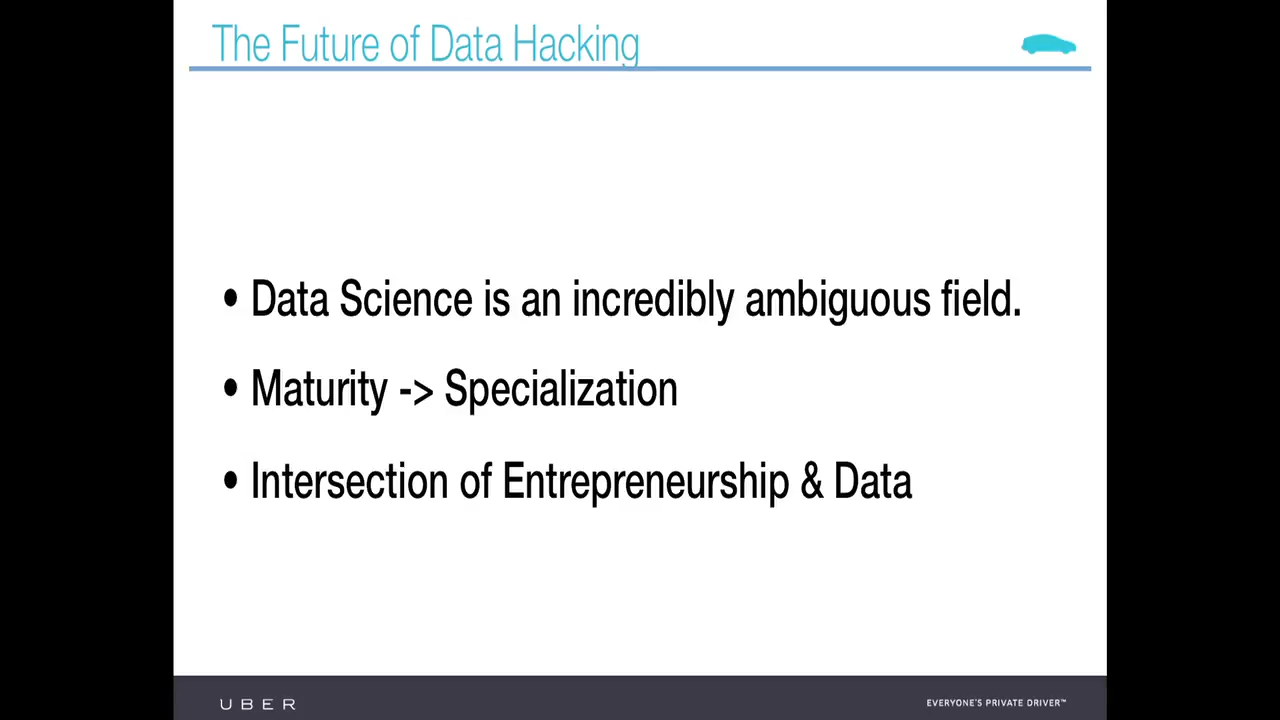 The Future of Data Hacking
• Data Science is an incredibly ambiguous field.
• Maturity -> Specialization
• Intersection of Entrepreneurship & Data
UBER
EVERYONE'S PRIVATE DRIVER™